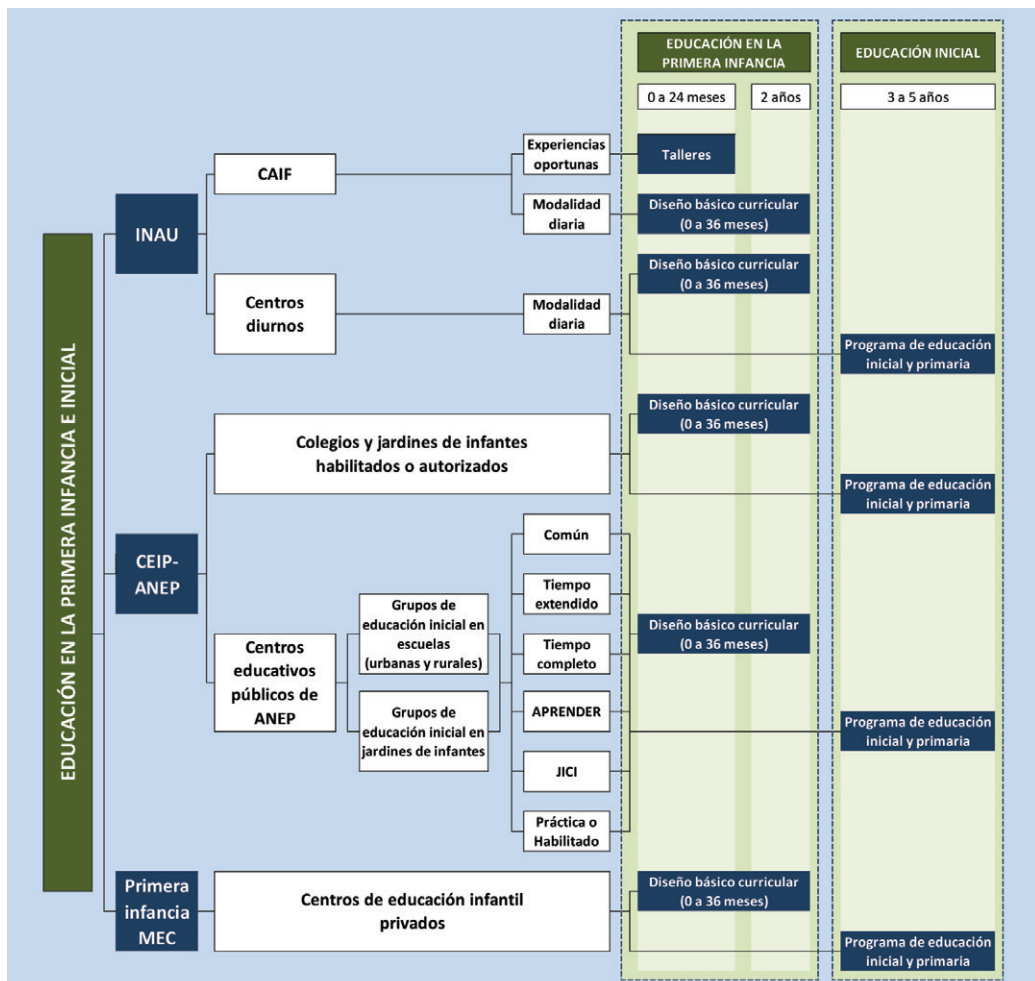 EDUCACIÓN EN LA
PRIMERA INFANCIA
EDUCACIÓN INICIAL
0 a 24 meses
2 años
3 a 5 años
EDUCACIÓN EN LA PRIMERA INFANCIA E INICIAL
INAU
CAIF
Experiencias
oportunas
Talleres
Modalidad
diaria
Diseño básico curricular
(0 a 36 meses)
Centros
diurnos
Modalidad
diaria
Diseño básico curricular
(0 a 36 meses)
Programa de educación
inicial y primaria
CEIP-
ANEP
Colegios y jardines de infantes
habilitados o autorizados
Diseño básico curricular
(0 a 36 meses)
Programa de educación
inicial y primaria
Centros
educativos
públicos de
ANEP
Grupos de
educación inicial en
escuelas
(urbanas y rurales)
Grupos de
educación inicial en
jardines de infantes
Común
Tiempo
extendido
Tiempo
completo
APRENDER
JICI
Práctica o
Habilitado
Diseño básico curricular
(0 a 36 meses)
Programa de educación
inicial y primaria
Primera
infancia
MEC
Centros de educación infantil
privados
Diseño básico curricular
(0 a 36 meses)
Programa de educación
inicial y primaria